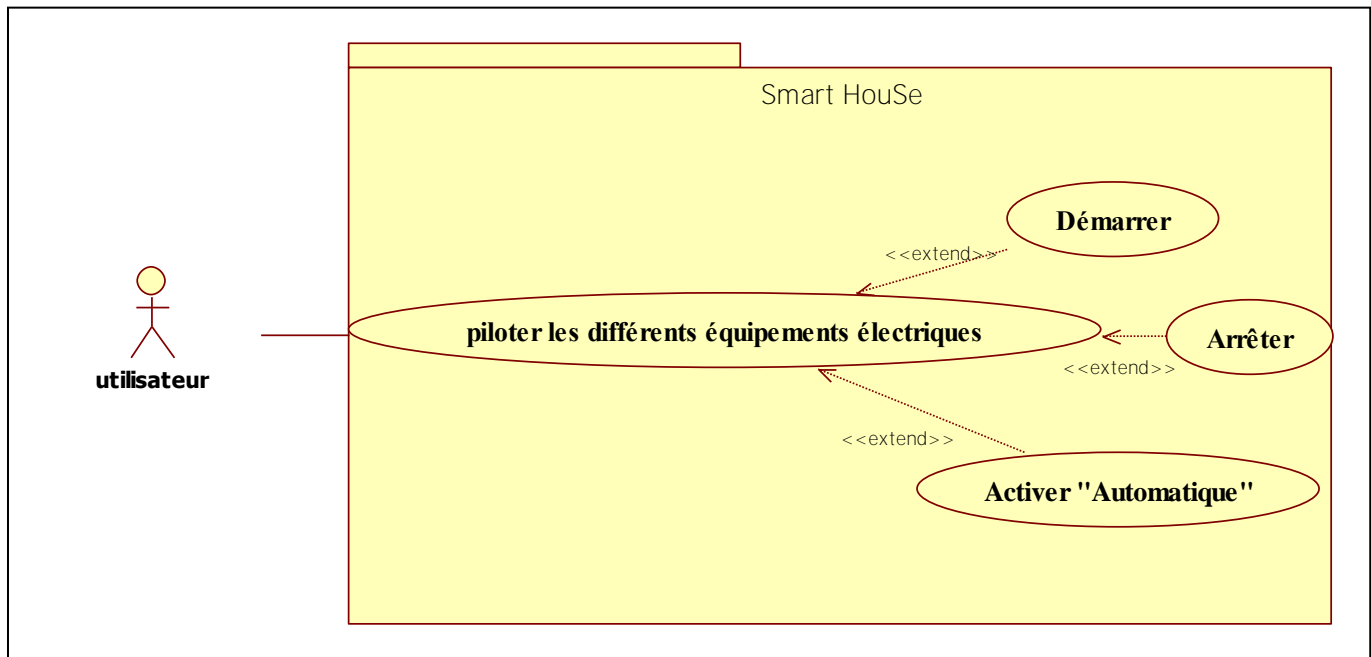 Smart HouSe
Démarrer
<<extend>>
piloter les différents équipements électriques
Arrêter
<<extend>>
utilisateur
<<extend>>
Activer "Automatique"